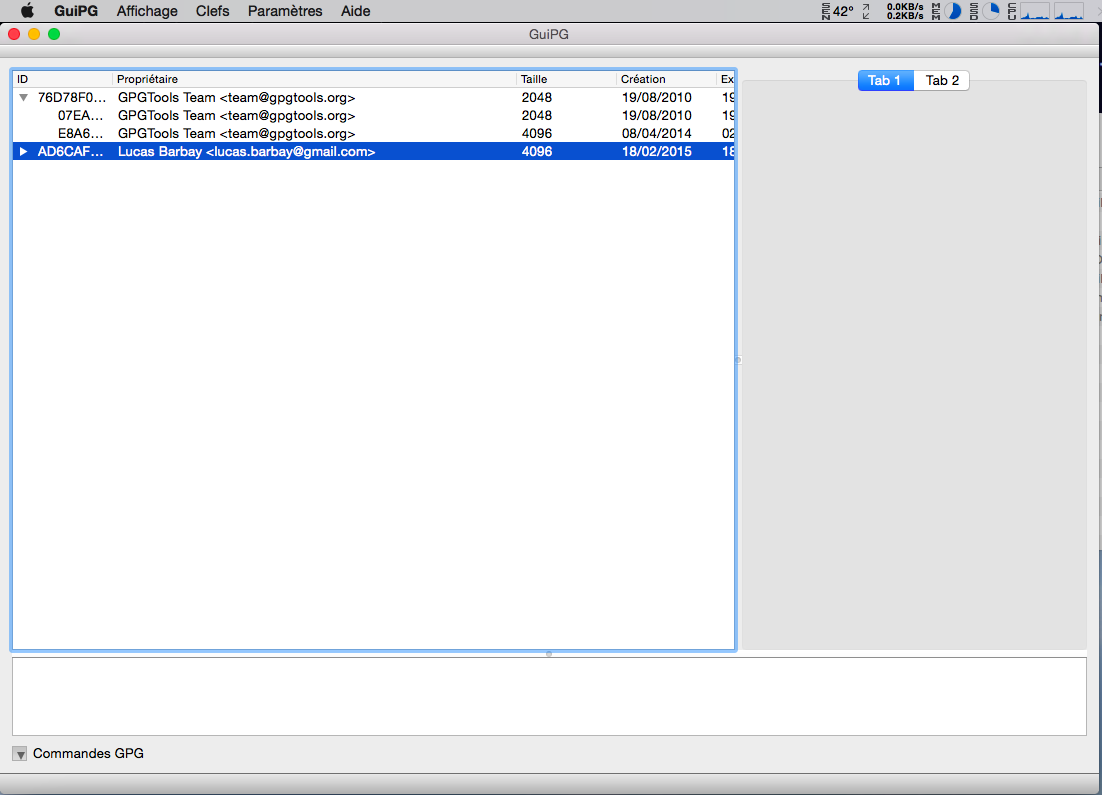 GuiPG Affichage Clefs Paramètres Aide SEN 42° 0.0KB/s MEM SSD CPU
0.2KB/s
GuiPG
ID Propriétaire Taille Création Ex
Tab 1 Tab 2
76D78F0... GPGTools Team <team@gpgtools.org> 2048 19/08/2010 19
07EA... GPGTools Team <team@gpgtools.org> 2048 19/08/2010 19
E8A6... GPGTools Team <team@gpgtools.org> 4096 08/04/2014 02
AD6CAF... Lucas Barbay <lucas.barbay@gmail.com> 4096 18/02/2015 18
Commandes GPG